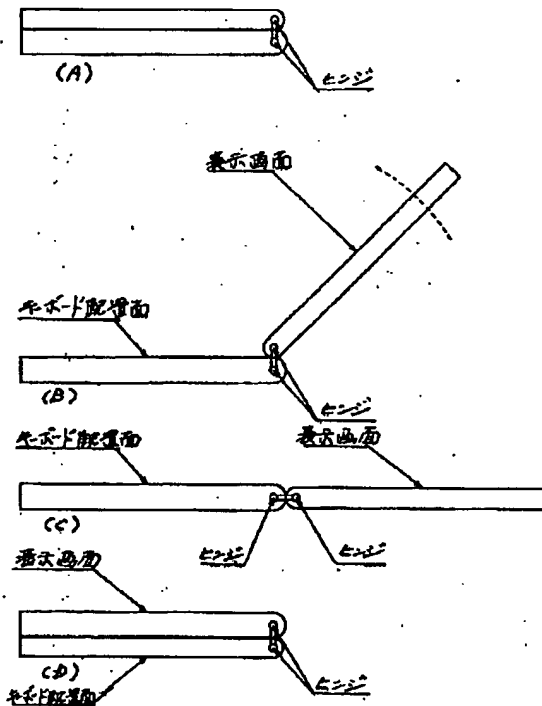 (A)
ヒンジ
表示画面
キーボード配置面
(B)
ヒンジ
キーボード配置面
表示画面
(C)
ヒンジ
ヒンジ
表示画面
(D)
キーボード配置面
ヒンジ